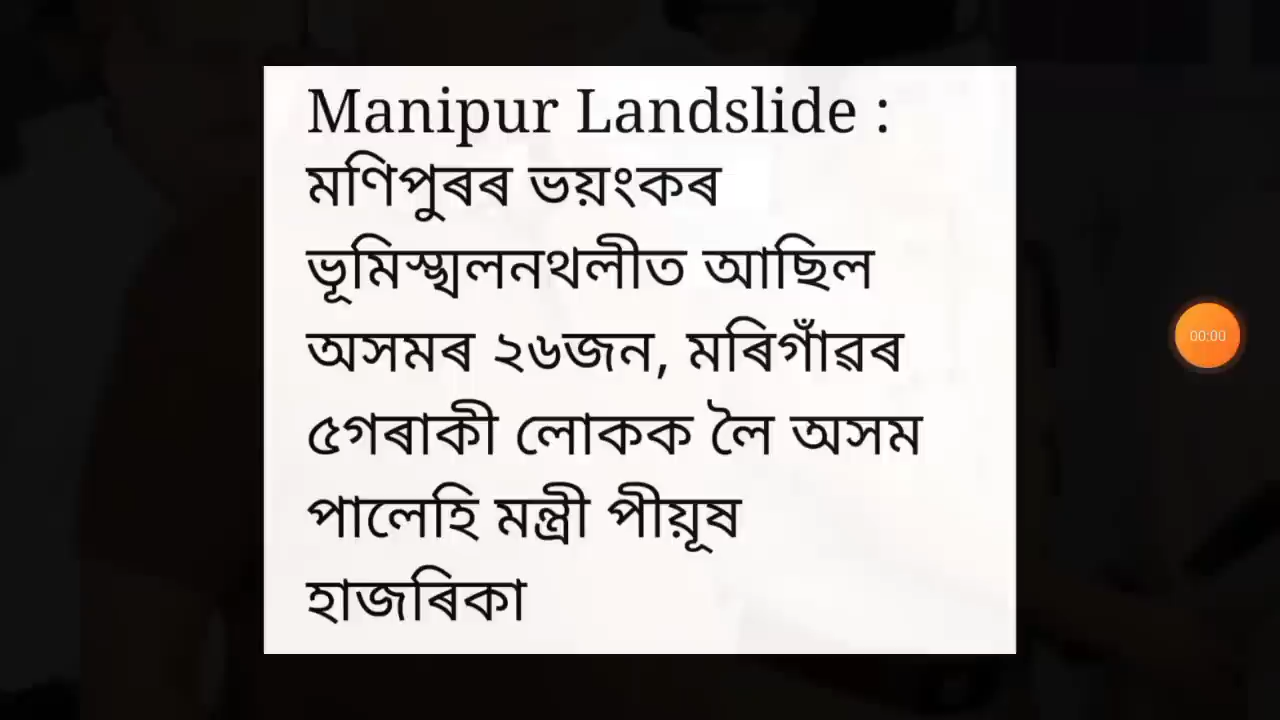 Manipur Landslide :
মণিপুৰৰ ভয়ংকৰ
ভূমিস্খলনথলীত আছিল
অসমৰ ২৬জন, মৰিগাঁৱৰ
৫গৰাকী লোকক লৈ অসম
পালেহি মন্ত্ৰী পীয়ূষ
হাজৰিকা
00:00